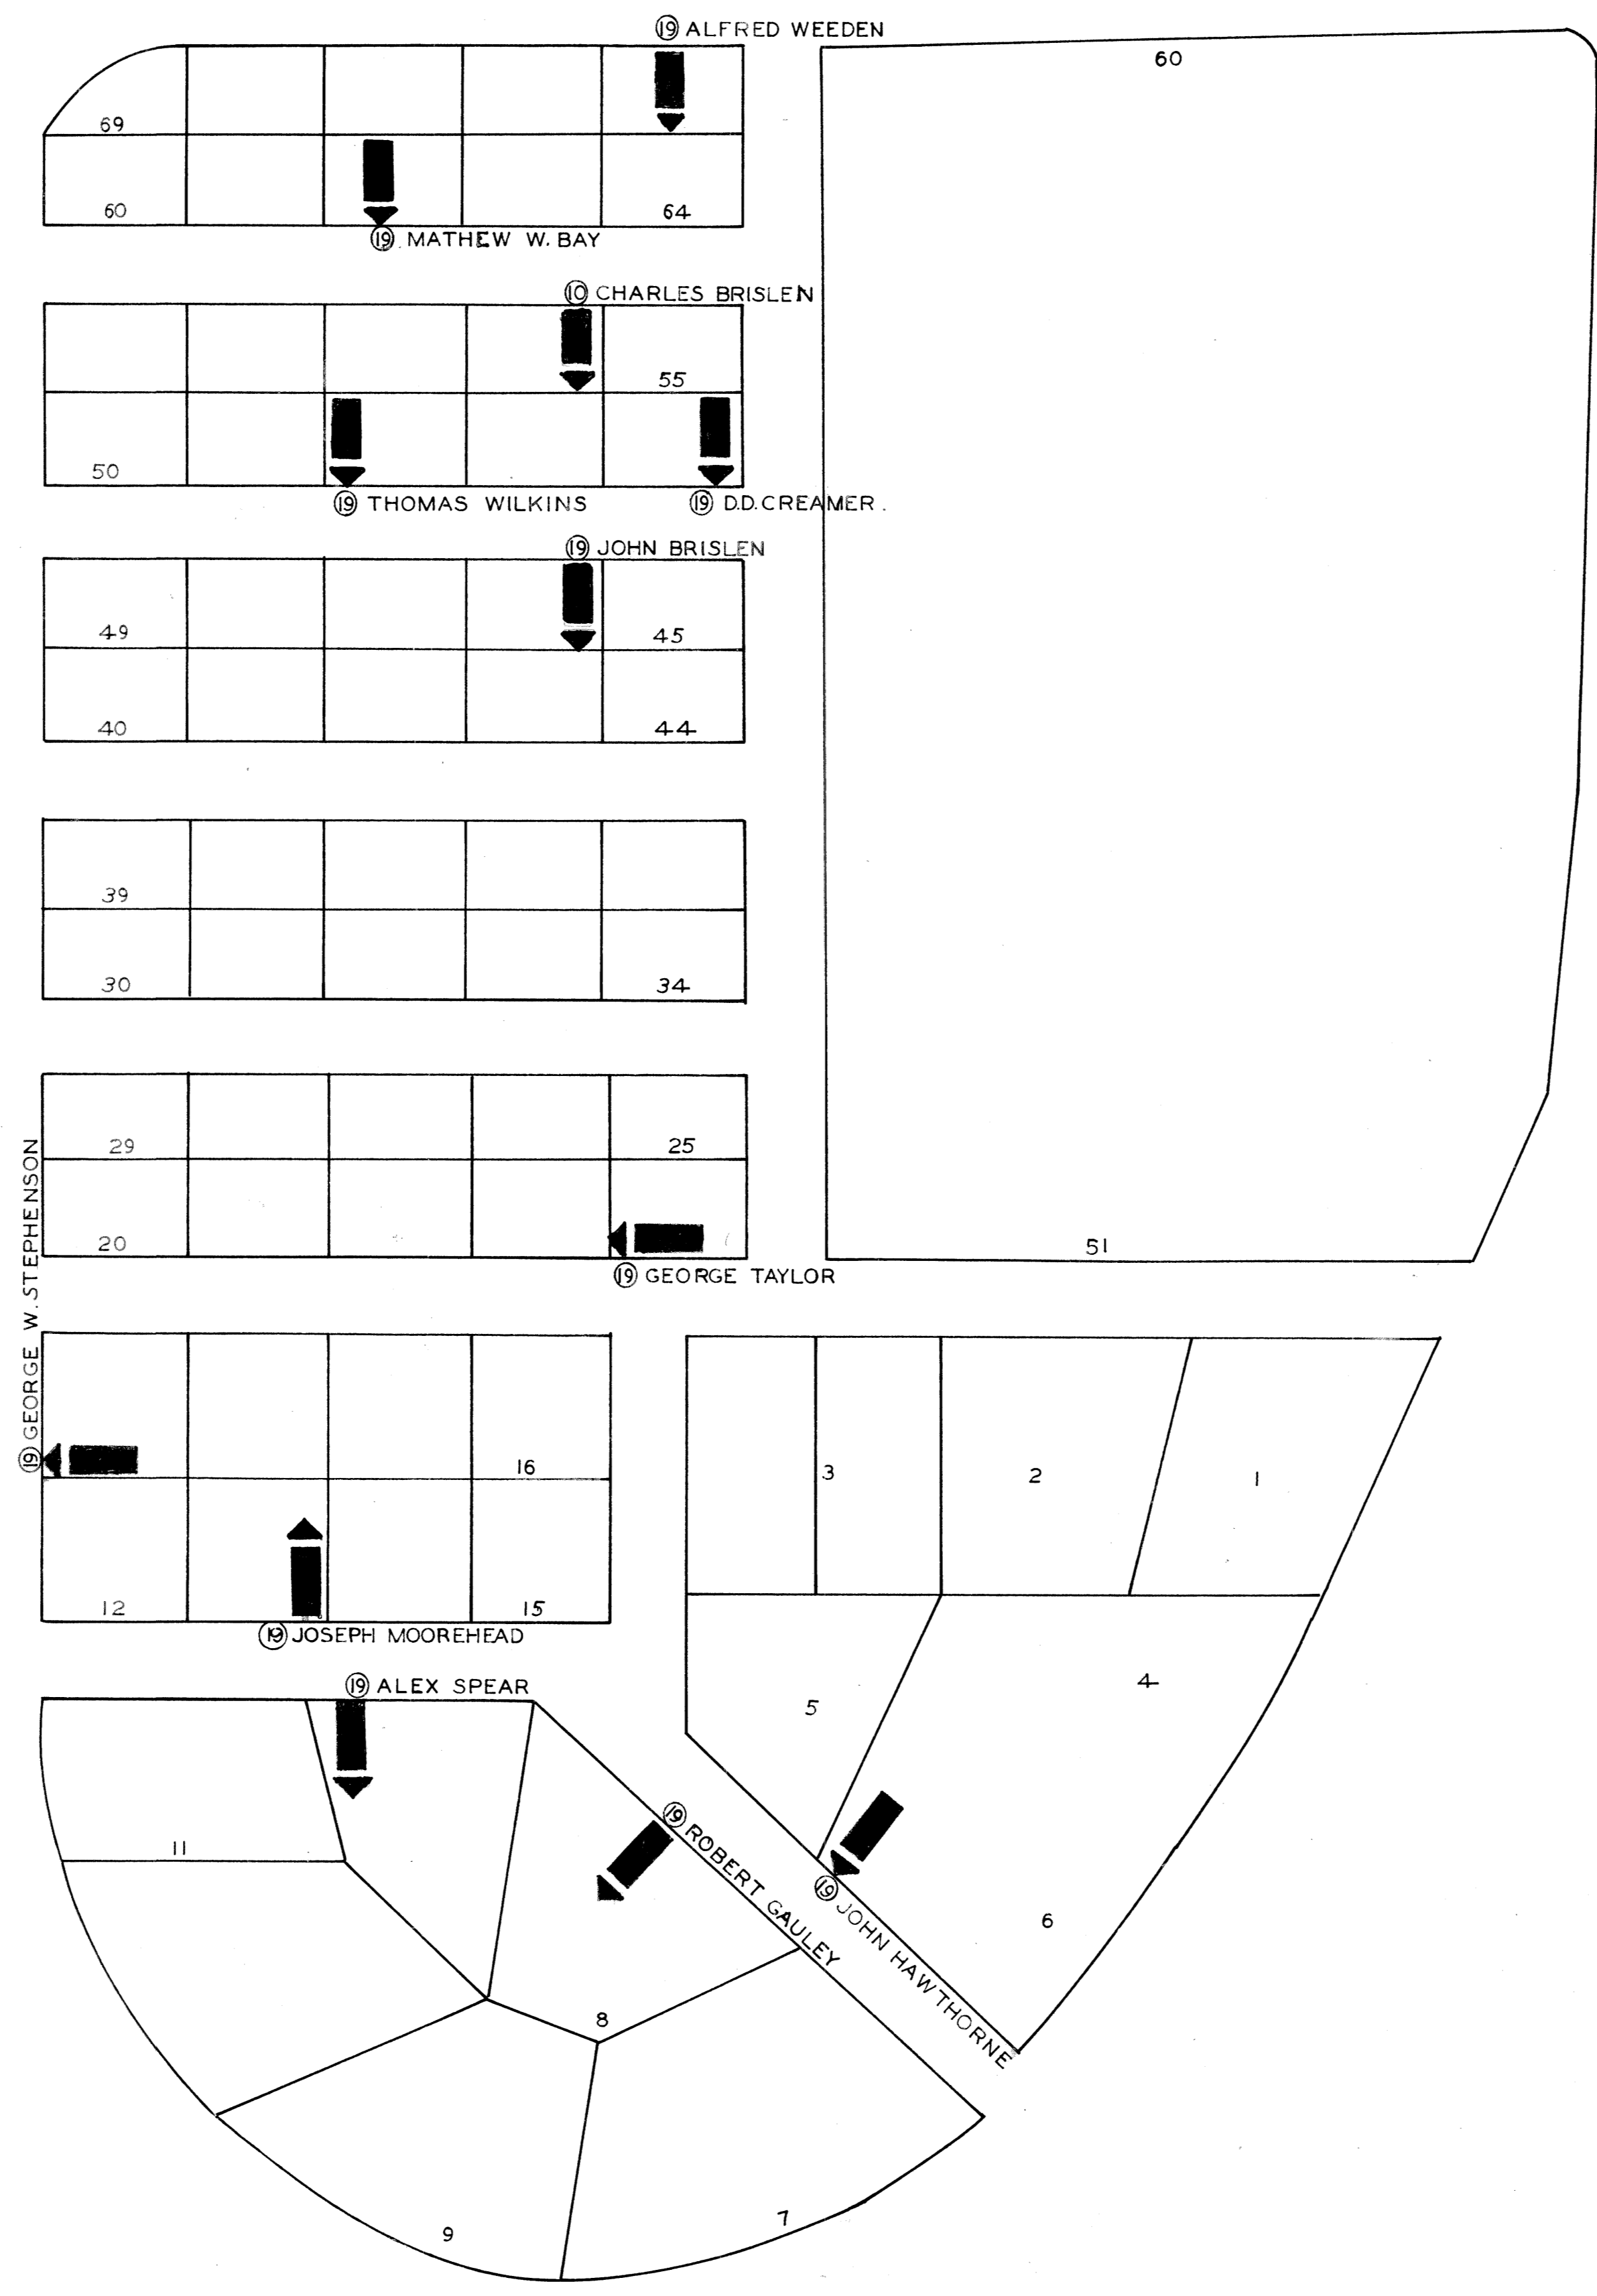 19 ALFRED WEEDEN
60
69
60
64
19 MATHEW W. BAY
10 CHARLES BRISLEN
55
50
19 THOMAS WILKINS
19 D.D. CREAMER.
19 JOHN BRISLEN
49
45
40
44
39
30
34
29
25
20
51
19 GEORGE TAYLOR
19 GEORGE W. STEPHENSON
16
3
2
1
12
15
19 JOSEPH MOOREHEAD
19 ALEX SPEAR
5
4
11
19 ROBERT GAULEY
19 JOHN HAWTHORNE
6
8
9
7